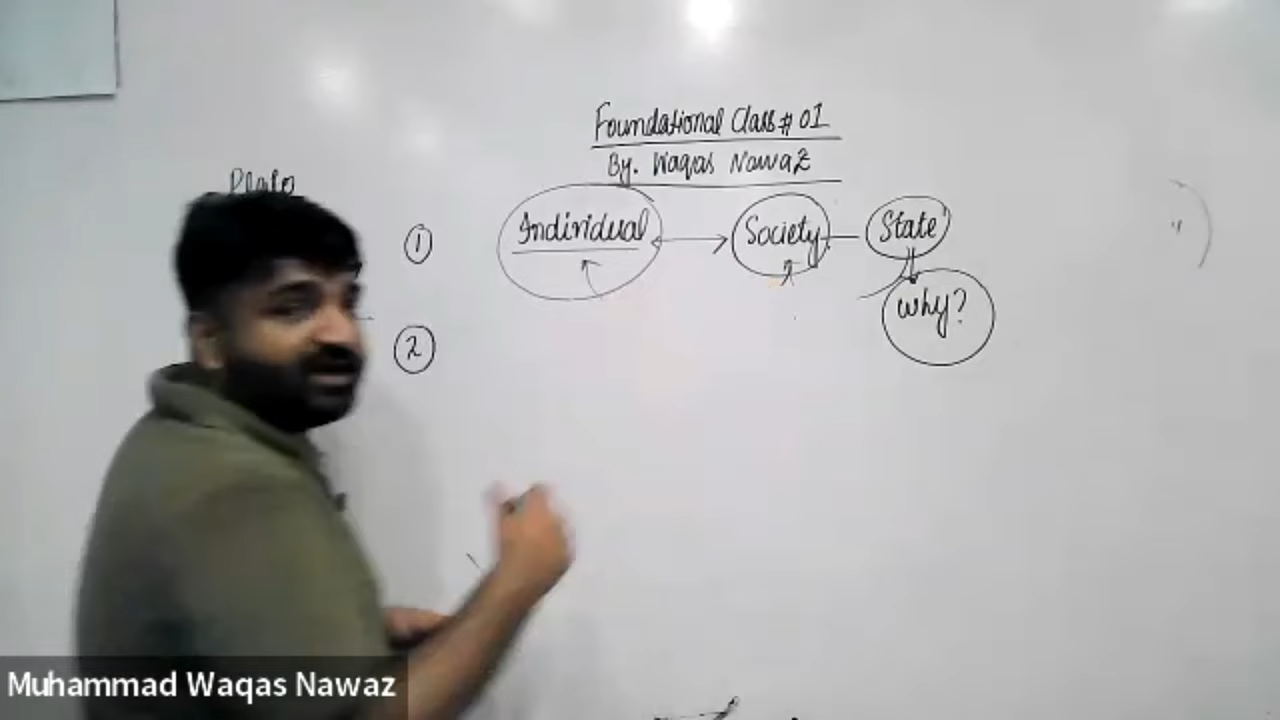 Foundational Class # 01
By. Waqas Nawaz
Plato
1 Individual Society State
Why?
2
Muhammad Waqas Nawaz